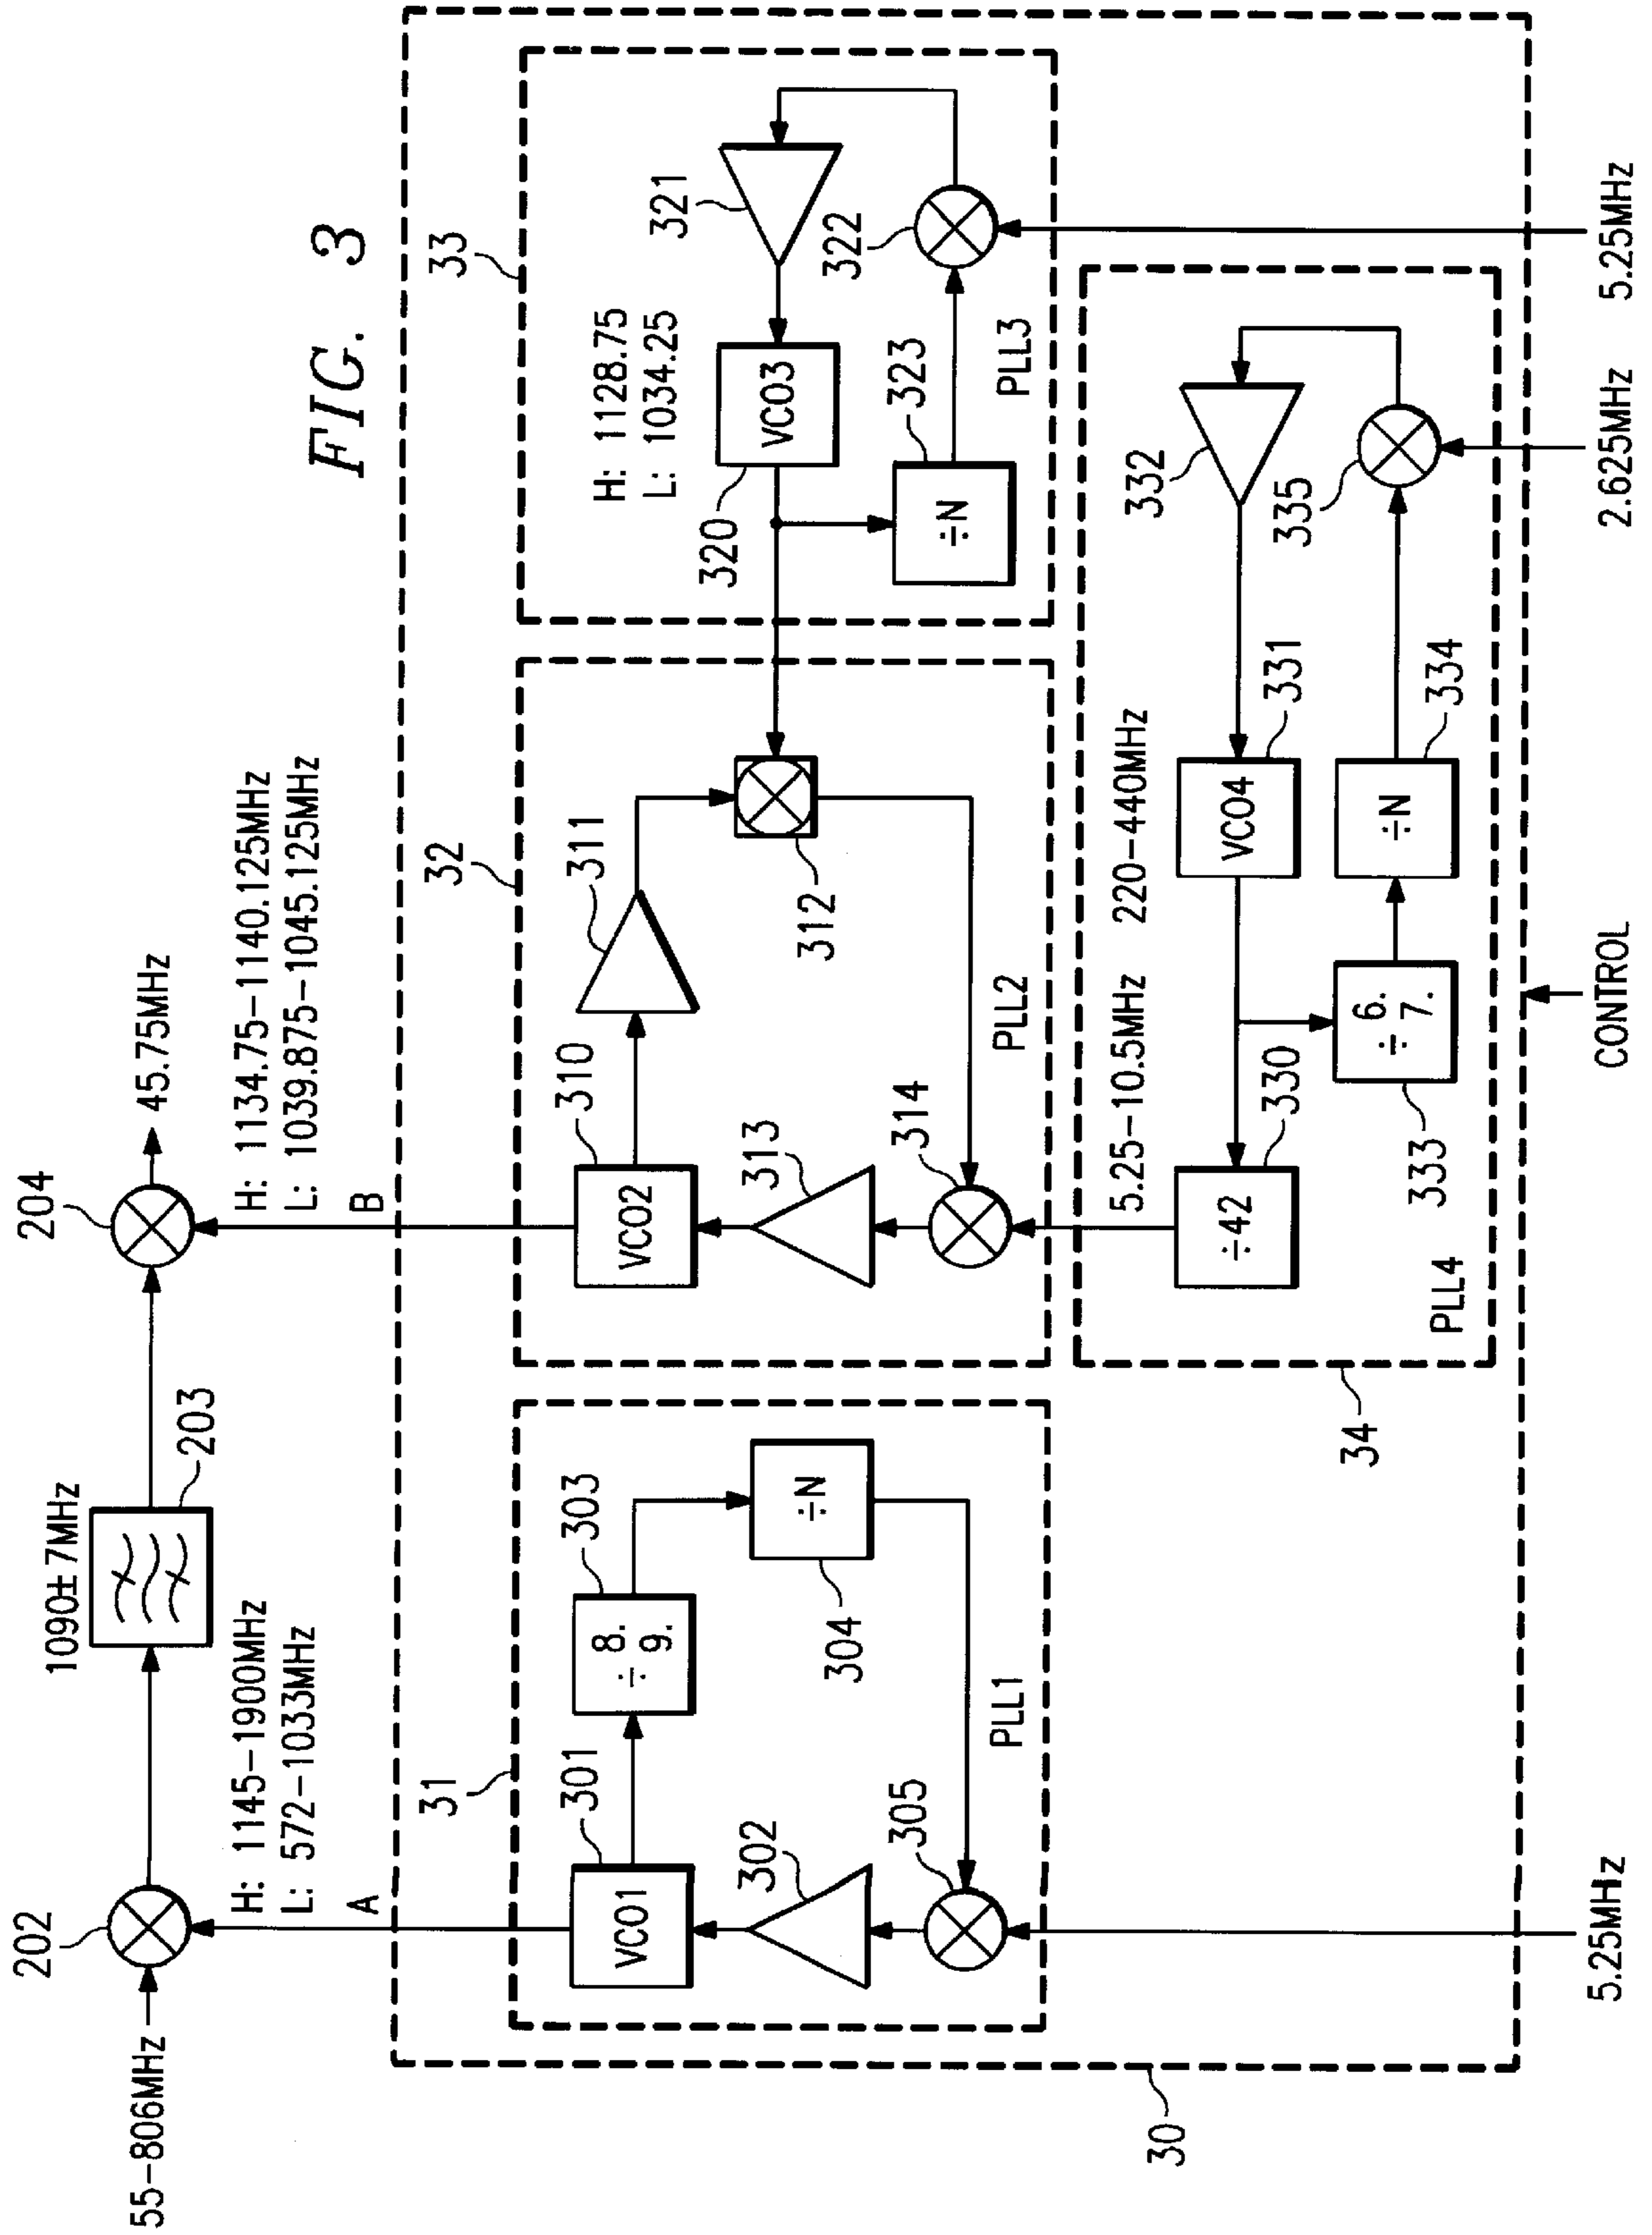 FIG. 3
55-806MHz
202
1090± 7MHz
203
204
45.75MHz
H: 1145-1900MHz
L: 572-1033MHz
A
H: 1134.75-1140.125MHz
L: 1039.875-1045.125MHz
B
30
31
VCO1
301
302
÷ 8.
9.
303
÷N
304
305
PLL1
5.25MHz
32
VCO2
310
311
312
313
314
PLL2
33
VCO3
320
321
322
÷N
323
H: 1128.75
L: 1034.25
PLL3
5.25MHz
34
5.25-10.5MHz
220-440MHz
÷42
330
VCO4
331
332
÷ 6.
7.
333
÷N
334
335
PLL4
2.625MHz
CONTROL